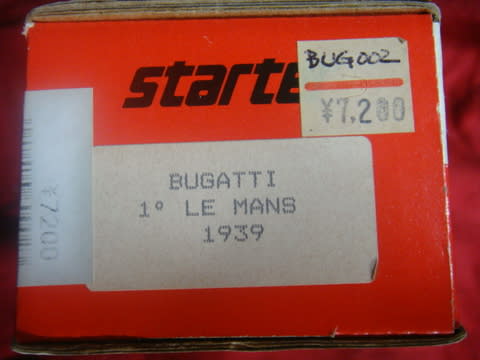 starte
BUG002
¥7,200
BUGATTI
1° LE MANS
1939
¥7200